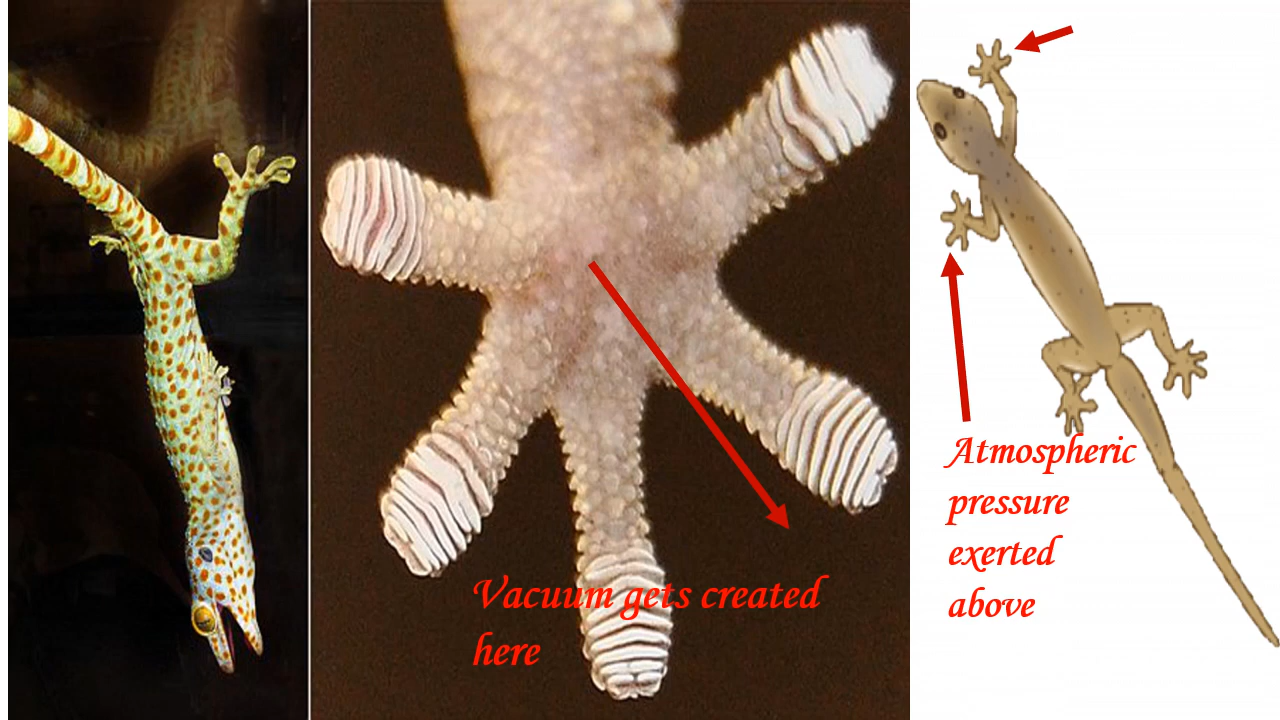 Vacuum gets created
here
Atmospheric
pressure
exerted
above